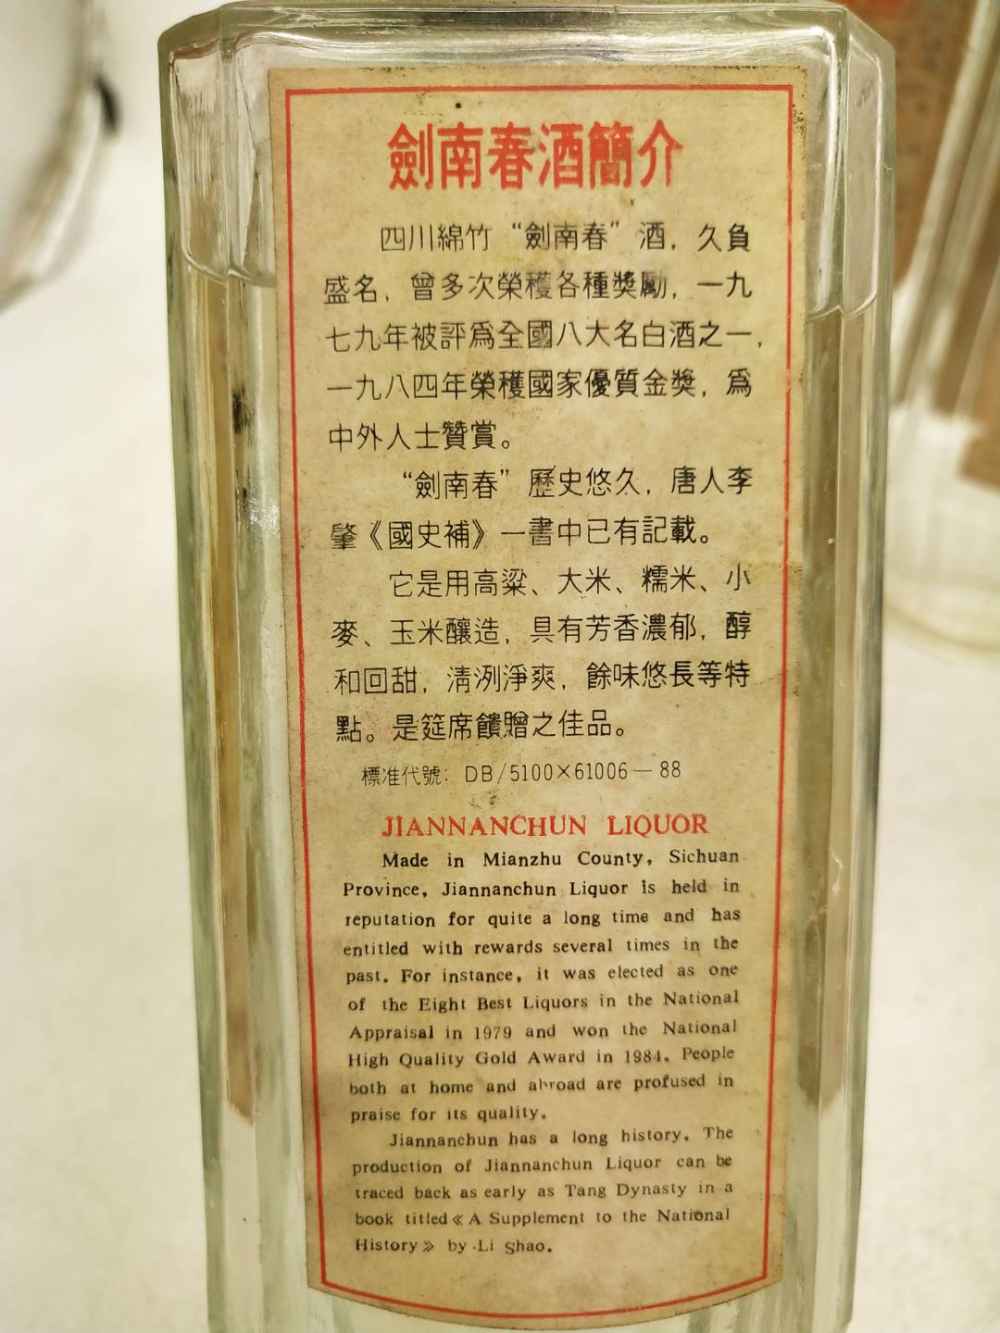 劍南春酒簡介
四川綿竹“劍南春”酒，久負
盛名，曾多次榮穫各種獎勵，一九
七九年被評爲全國八大名白酒之一，
一九八四年榮穫國家優質金獎，爲
中外人士贊賞。
“劍南春”歷史悠久，唐人李
肇《國史補》一書中已有記載。
它是用高粱、大米、糯米、小
麥、玉米釀造，具有芳香濃郁，醇
和回甜，清洌淨爽，餘味悠長等特
點。是筵席饋贈之佳品。
標准代號：DB/5100×61006—88
JIANNANCHUN LIQUOR
Made in Mianzhu County, Sichuan
Province, Jiannanchun Liquor is held in
reputation for quite a long time and has
entitled with rewards several times in the
past. For instance, it was elected as one
of the Eight Best Liquors in the National
Appraisal in 1979 and won the National
High Quality Gold Award in 1984. People
both at home and abroad are profused in
praise for its quality.
Jiannanchun has a long history. The
production of Jiannanchun Liquor can be
traced back as early as Tang Dynasty in a
book titled《A Supplement to the National
History》by Li Shao.